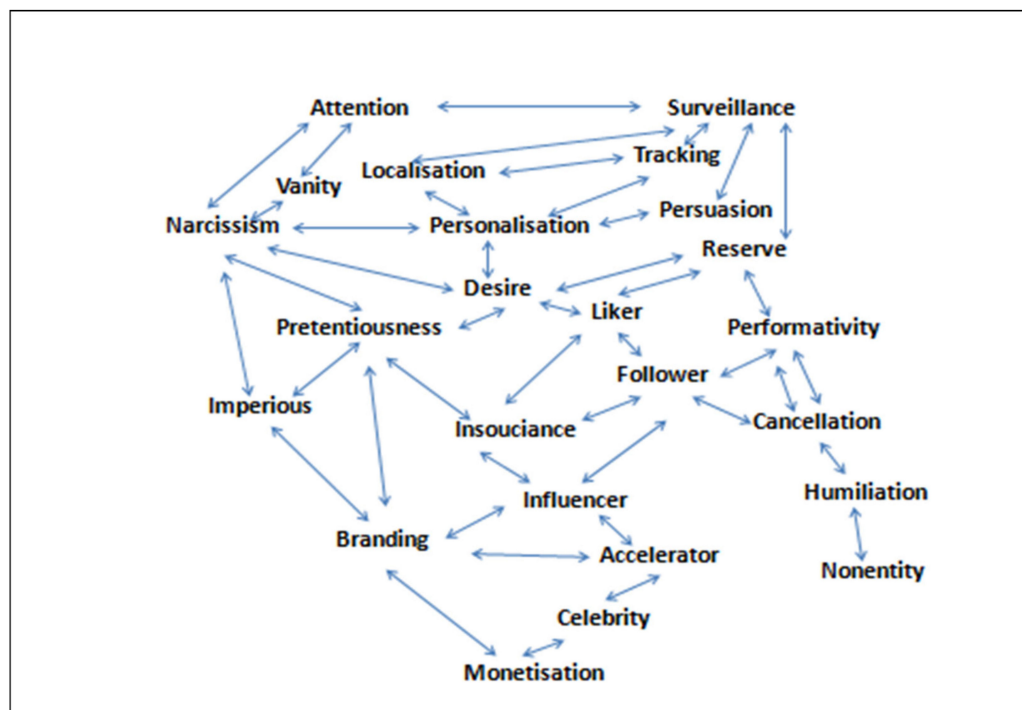 Attention
Surveillance
Tracking
Localisation
Vanity
Persuasion
Narcissism
Personalisation
Reserve
Desire
Liker
Pretentiousness
Performativity
Follower
Imperious
Cancellation
Insouciance
Humiliation
Influencer
Branding
Accelerator
Nonentity
Celebrity
Monetisation